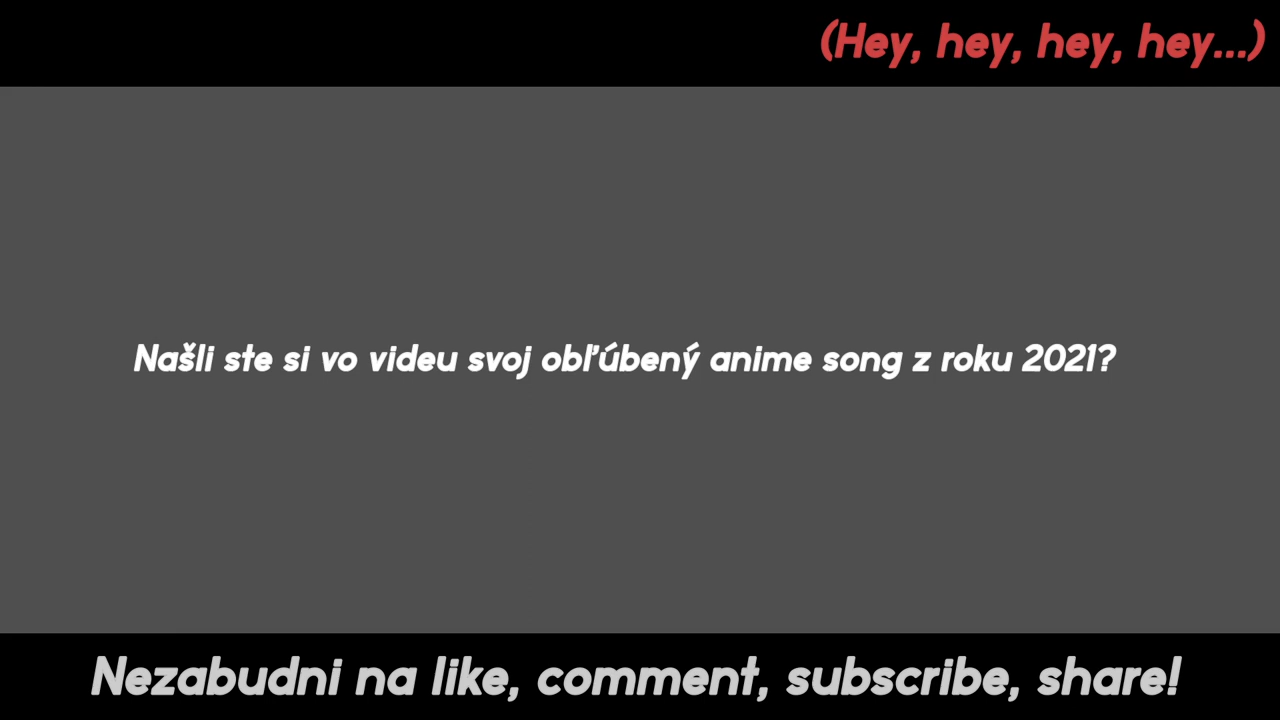 (Hey, hey, hey, hey...)
Našli ste si vo videu svoj obľúbený anime song z roku 2021?
Nezabudni na like, comment, subscribe, share!